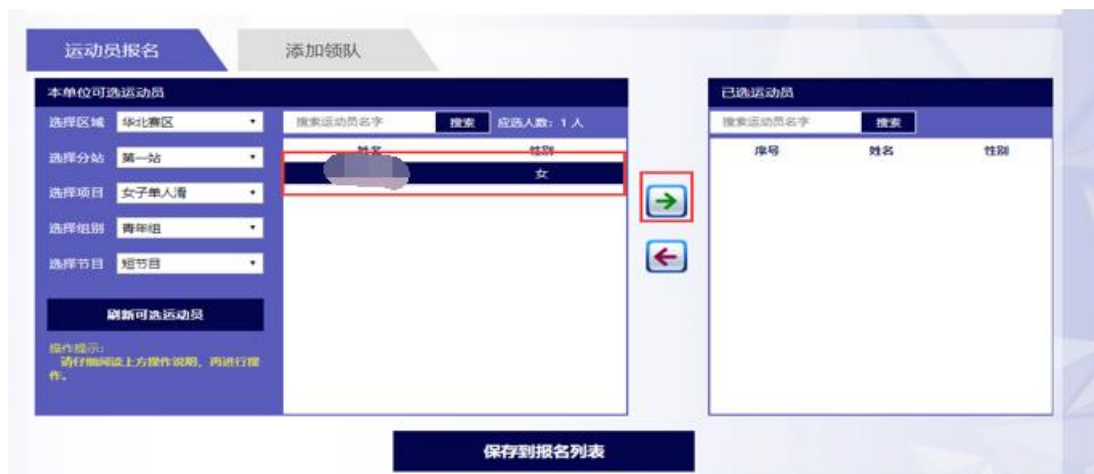 运动员报名
添加领队
本单位可选运动员
选择区域 华北赛区
选择分站 第一站
选择项目 女子单人滑
选择组别 青年组
选择节目 短节目
刷新可选运动员
操作提示:
请仔细阅读上方操作说明，再进行操
作。
搜索运动员名字 搜索 应选人数：1 人
姓名 性别
女
已选运动员
搜索运动员名字 搜索
序号 姓名 性别
保存到报名列表